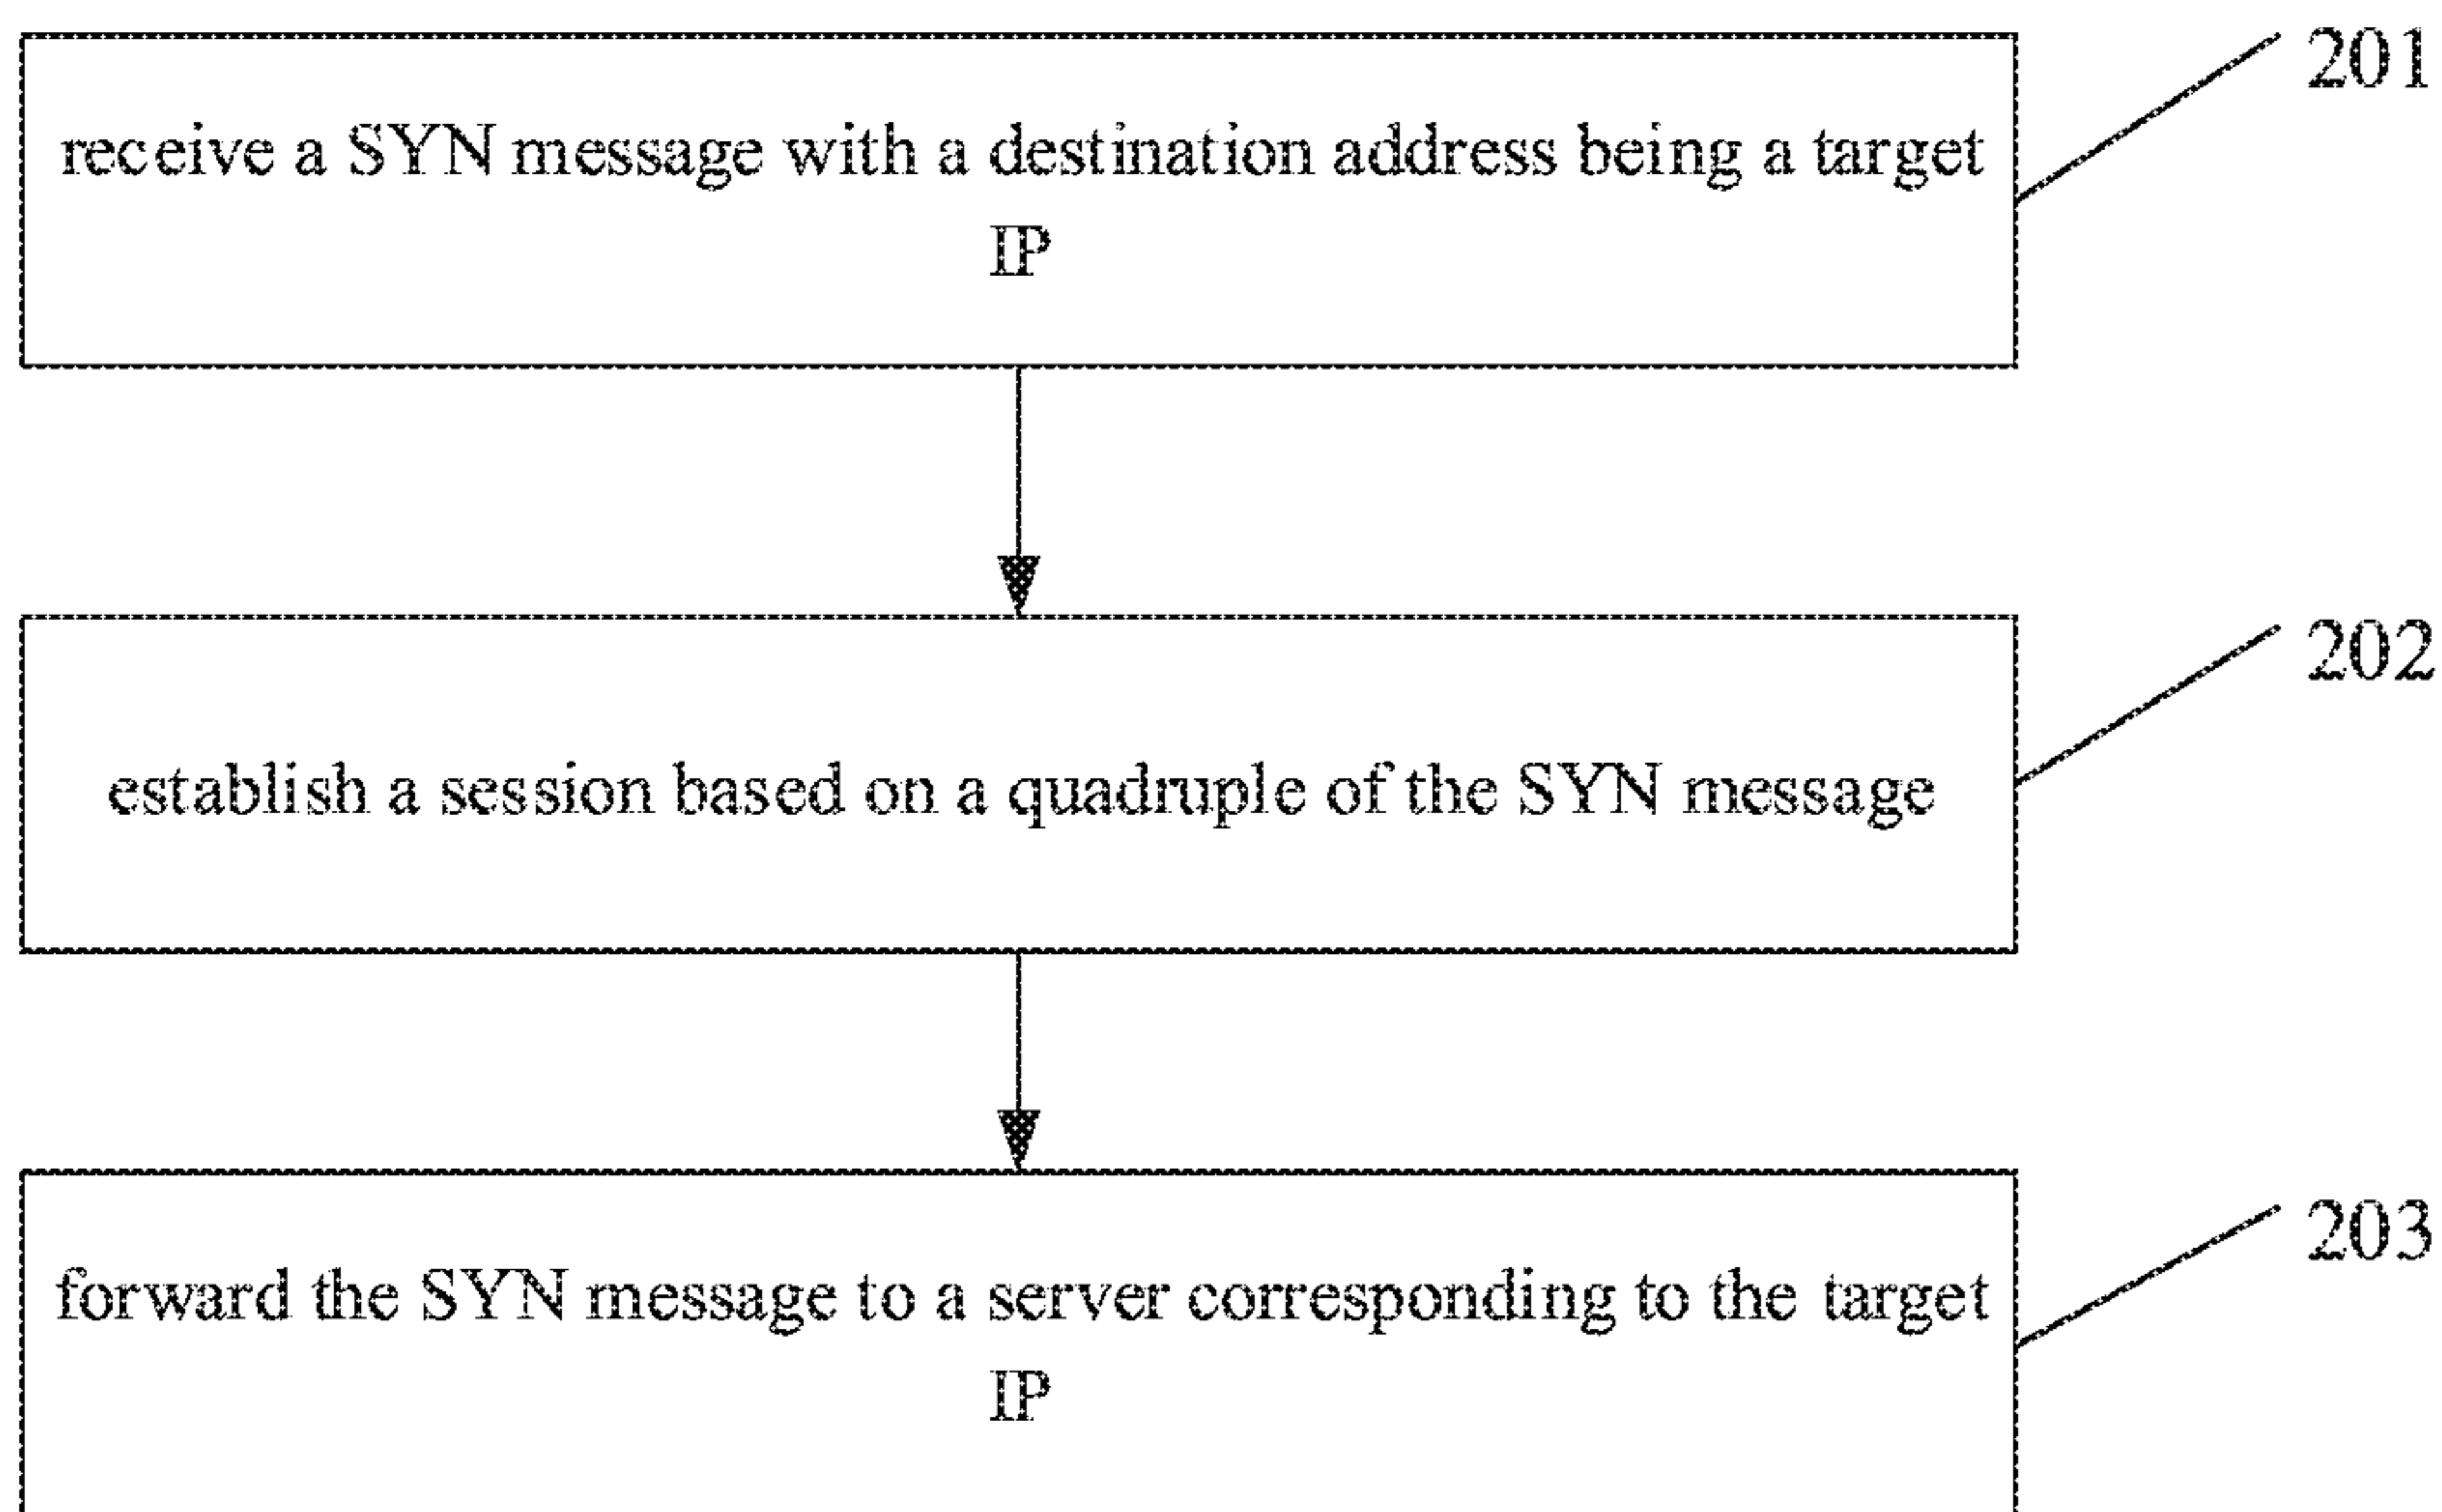 201
receive a SYN message with a destination address being a target
IP
202
establish a session based on a quadruple of the SYN message
203
forward the SYN message to a server corresponding to the target
IP